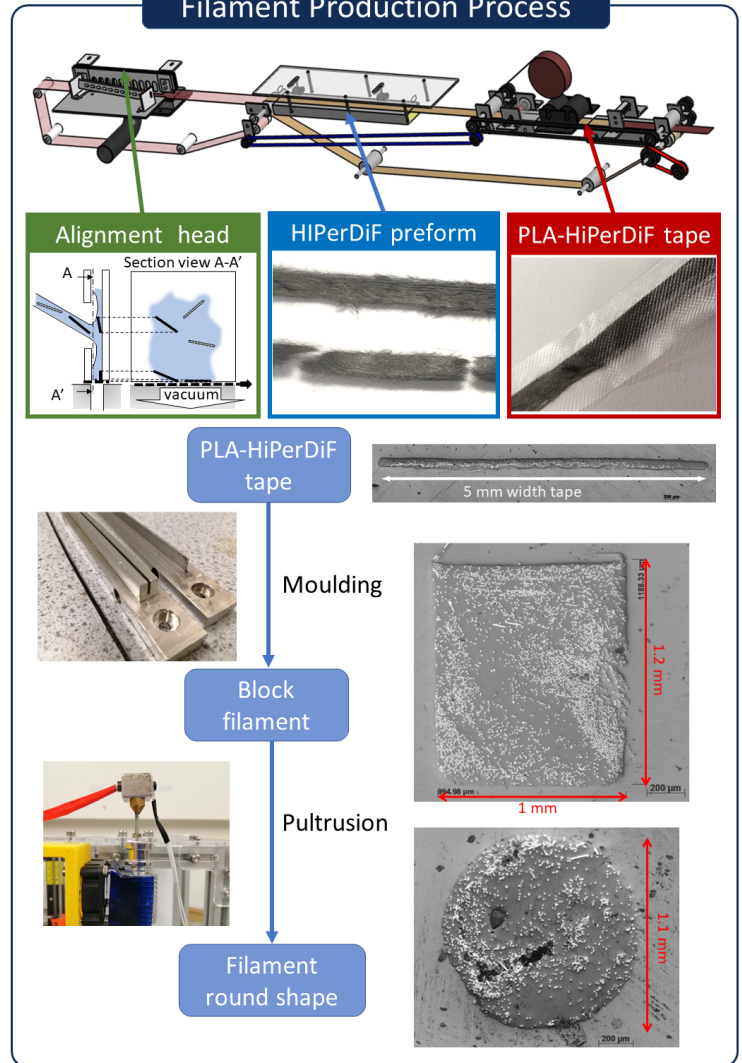 Filament Production Process
Alignment head
HIPerDiF preform
PLA-HiPerDiF tape
A
Section view A-A’
A’
vacuum
PLA-HiPerDiF
tape
5 mm width tape
200 µm
Moulding
1188.33 µm
1.2 mm
Block
filament
994.98 µm
200 µm
1 mm
Pultrusion
1.1 mm
Filament
round shape
200 µm